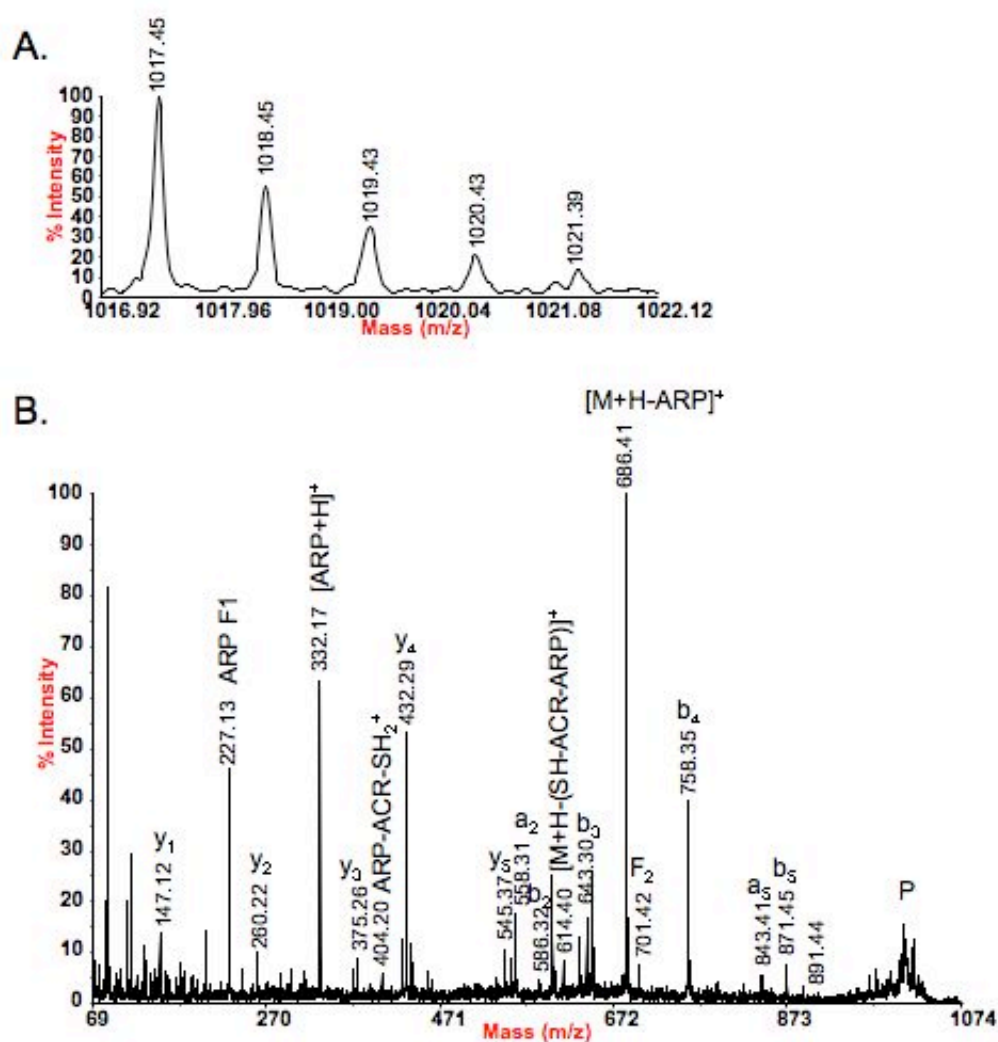 A.
1017.45
1018.45
1019.43
1020.43
1021.39
100
90
80
70
60
50
40
30
20
10
0
% Intensity
1016.92 1017.96 1019.00 1020.04 1021.08 1022.12
Mass (m/z)
B.
[M+H-ARP]+
686.41
332.17 [ARP+H]+
227.13 ARP F1
y4
432.29
[M+H-(SH-ACR-ARP)]+
614.40
b4
758.35
404.20 ARP-ACR-SH2+
y1
147.12
y2
260.22
y3
375.26
y5
545.37
a2
558.31
b2
586.32
b3
643.30
F2
701.42
a5
843.41
b5
871.45
891.44
P
100
90
80
70
60
50
40
30
20
10
0
% Intensity
69 270 471 672 873 1074
Mass (m/z)